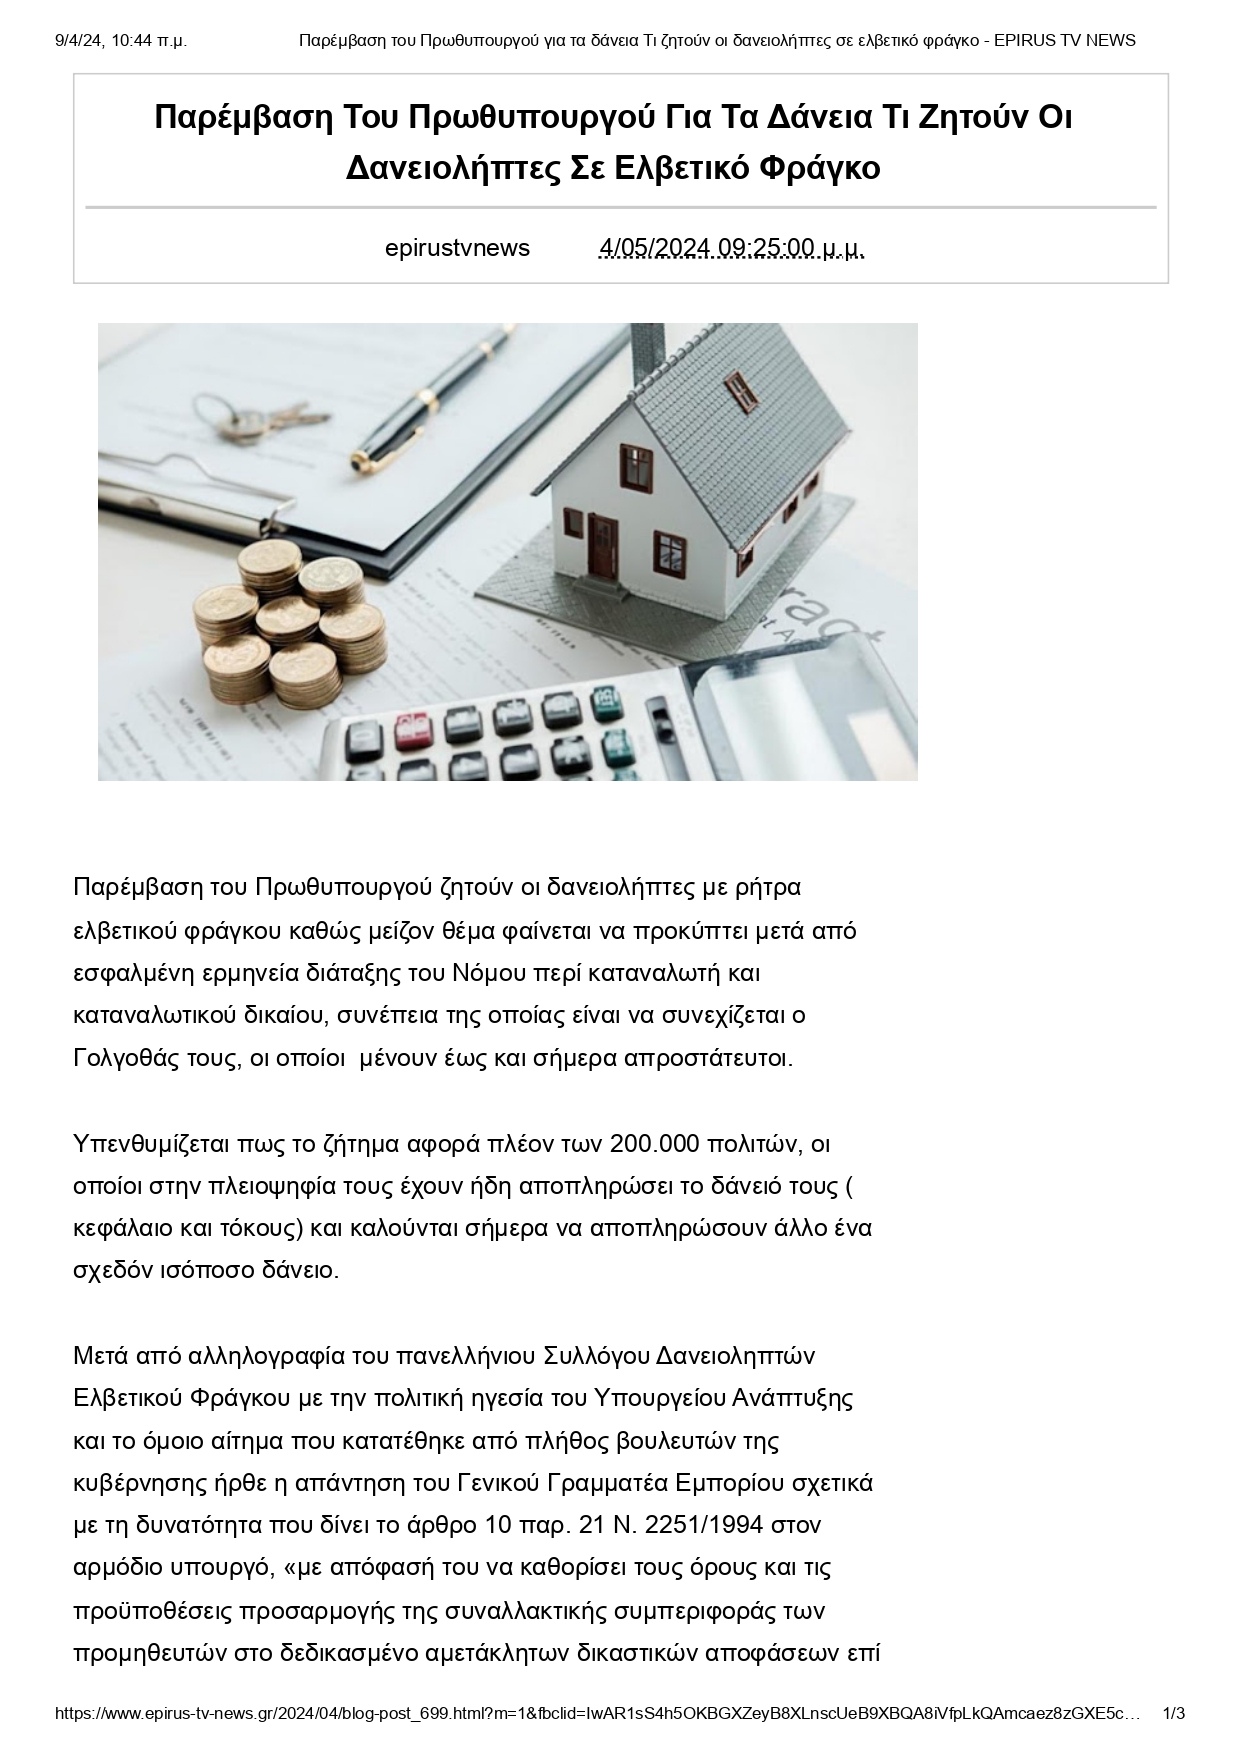 9/4/24, 10:44 π.μ. Παρέμβαση του Πρωθυπουργού για τα δάνεια Τι ζητούν οι δανειολήπτες σε ελβετικό φράγκο - EPIRUS TV NEWS
Παρέμβαση Του Πρωθυπουργού Για Τα Δάνεια Τι Ζητούν Οι
Δανειολήπτες Σε Ελβετικό Φράγκο
epirustvnews 4/05/2024 09:25:00 μ.μ.
Παρέμβαση του Πρωθυπουργού ζητούν οι δανειολήπτες με ρήτρα
ελβετικού φράγκου καθώς μείζον θέμα φαίνεται να προκύπτει μετά από
εσφαλμένη ερμηνεία διάταξης του Νόμου περί καταναλωτή και
καταναλωτικού δικαίου, συνέπεια της οποίας είναι να συνεχίζεται ο
Γολγοθάς τους, οι οποίοι  μένουν έως και σήμερα απροστάτευτοι.
Υπενθυμίζεται πως το ζήτημα αφορά πλέον των 200.000 πολιτών, οι
οποίοι στην πλειοψηφία τους έχουν ήδη αποπληρώσει το δάνειό τους (
κεφάλαιο και τόκους) και καλούνται σήμερα να αποπληρώσουν άλλο ένα
σχεδόν ισόποσο δάνειο.
Μετά από αλληλογραφία του πανελλήνιου Συλλόγου Δανειοληπτών
Ελβετικού Φράγκου με την πολιτική ηγεσία του Υπουργείου Ανάπτυξης
και το όμοιο αίτημα που κατατέθηκε από πλήθος βουλευτών της
κυβέρνησης ήρθε η απάντηση του Γενικού Γραμματέα Εμπορίου σχετικά
με τη δυνατότητα που δίνει το άρθρο 10 παρ. 21 Ν. 2251/1994 στον
αρμόδιο υπουργό, «με απόφασή του να καθορίσει τους όρους και τις
προϋποθέσεις προσαρμογής της συναλλακτικής συμπεριφοράς των
προμηθευτών στο δεδικασμένο αμετάκλητων δικαστικών αποφάσεων επί
https://www.epirus-tv-news.gr/2024/04/blog-post_699.html?m=1&fbclid=IwAR1sS4h5OKBGXZeyB8XLnscUeB9XBQA8iVfpLkQAmcaez8zGXE5c… 1/3